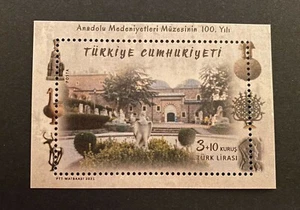 Anadolu Medeniyetleri Müzesinin 100. Yılı
TÜRKİYE CUMHURİYETİ
3+10 KURUŞ
TÜRK LİRASI
PTT MATBAASI 2021